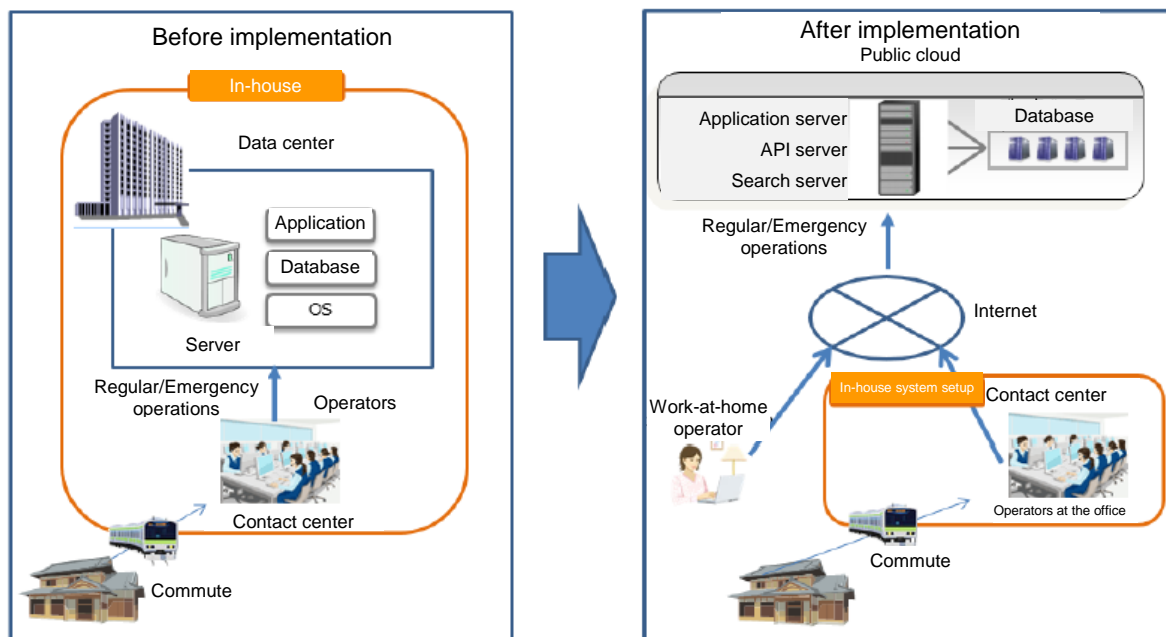 Before implementation
In-house
Data center
Application
Database
OS
Server
Regular/Emergency
operations
Operators
Contact center
Commute
After implementation
Public cloud
Application server
API server
Search server
Database
Regular/Emergency
operations
Internet
In-house system setup
Contact center
Work-at-home
operator
Operators at the office
Commute